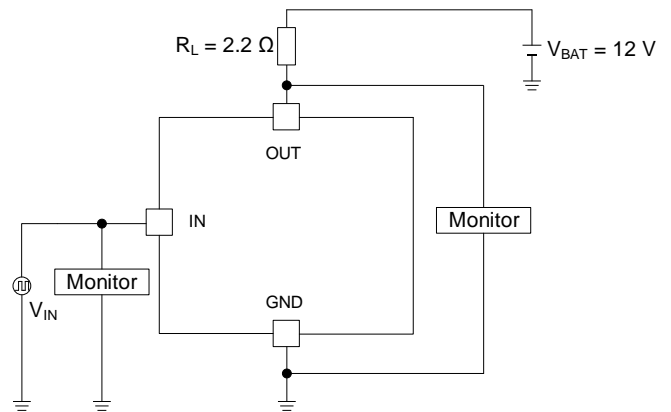 R_L = 2.2 Ω
V_BAT = 12 V
OUT
IN
Monitor
Monitor
V_IN
GND